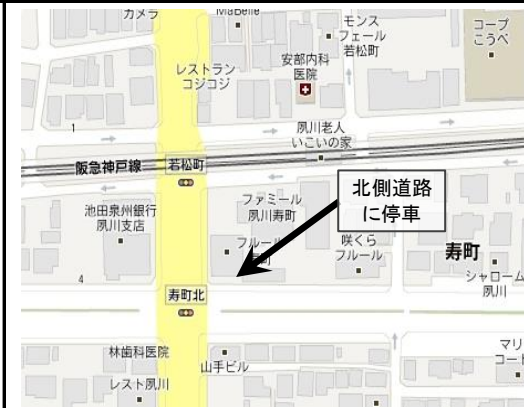 カメラ
MaBelle
モンス
フェール
若松町
コープ
こうべ
レストラン
コジコジ
安部内科
医院
1
夙川老人
いこいの家
阪急神戸線
若松町
北側道路
に停車
池田泉州銀行
夙川支店
ファミール
夙川寿町
フルール
咲くら
フルール
寿町
シャローム
夙川
4
寿町北
林歯科医院
山手ビル
レスト夙川
マリ
コート